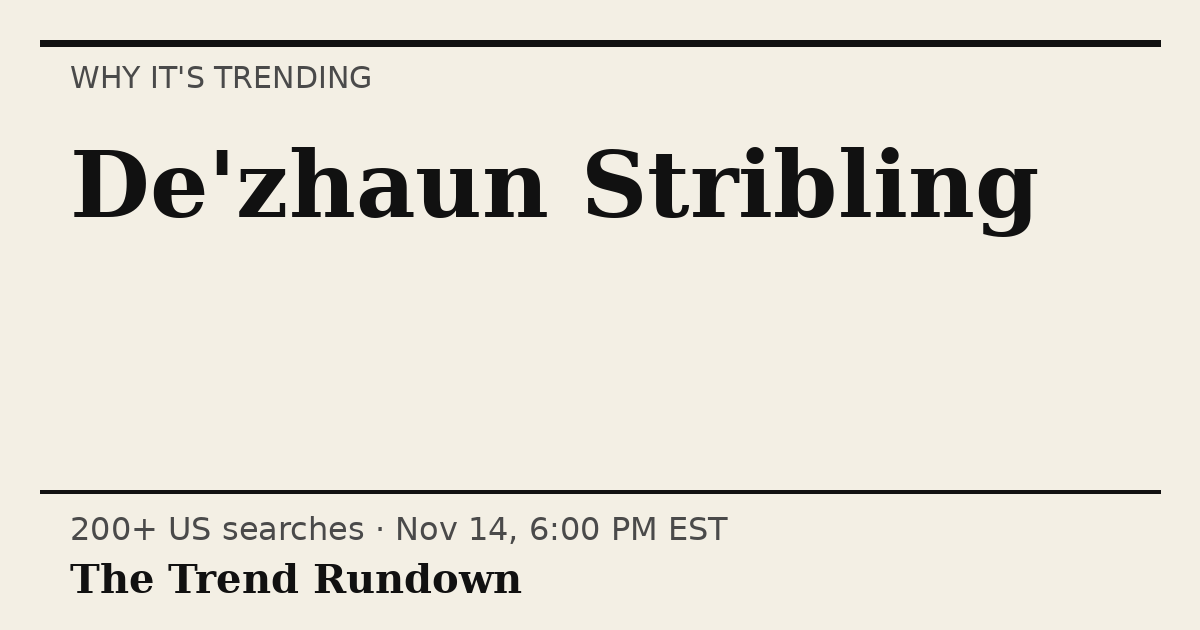 WHY IT'S TRENDING
De'zhaun Stribling
200+ US searches · Nov 14, 6:00 PM EST
The Trend Rundown